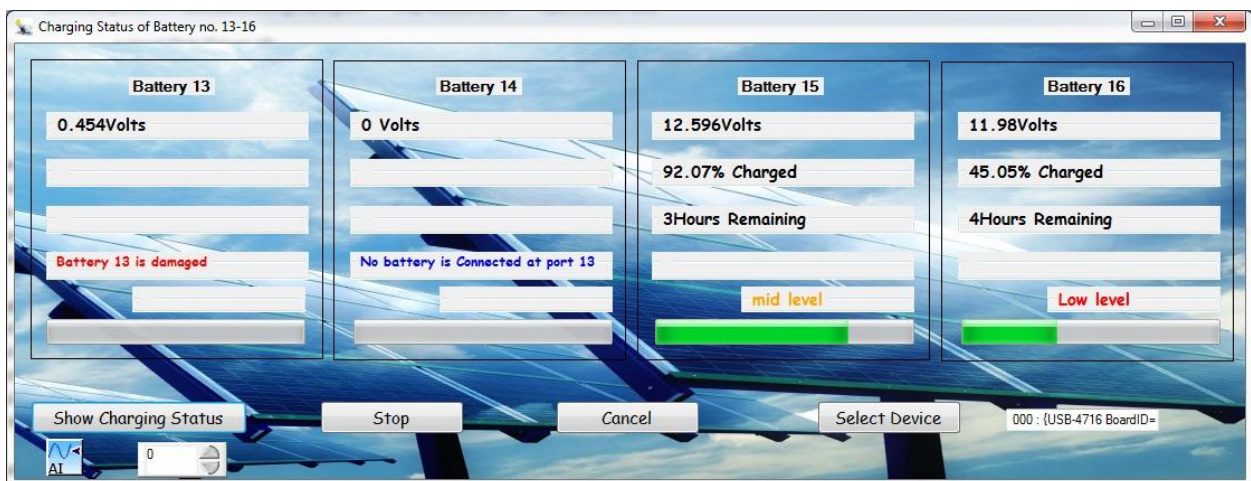 Charging Status of Battery no. 13-16
Battery 13
0.454Volts
Battery 13 is damaged
Battery 14
0 Volts
No battery is Connected at port 13
Battery 15
12.596Volts
92.07% Charged
3Hours Remaining
mid level
Battery 16
11.98Volts
45.05% Charged
4Hours Remaining
Low level
Show Charging Status
Stop
Cancel
Select Device
000 : {USB-4716 BoardID=
AI
0